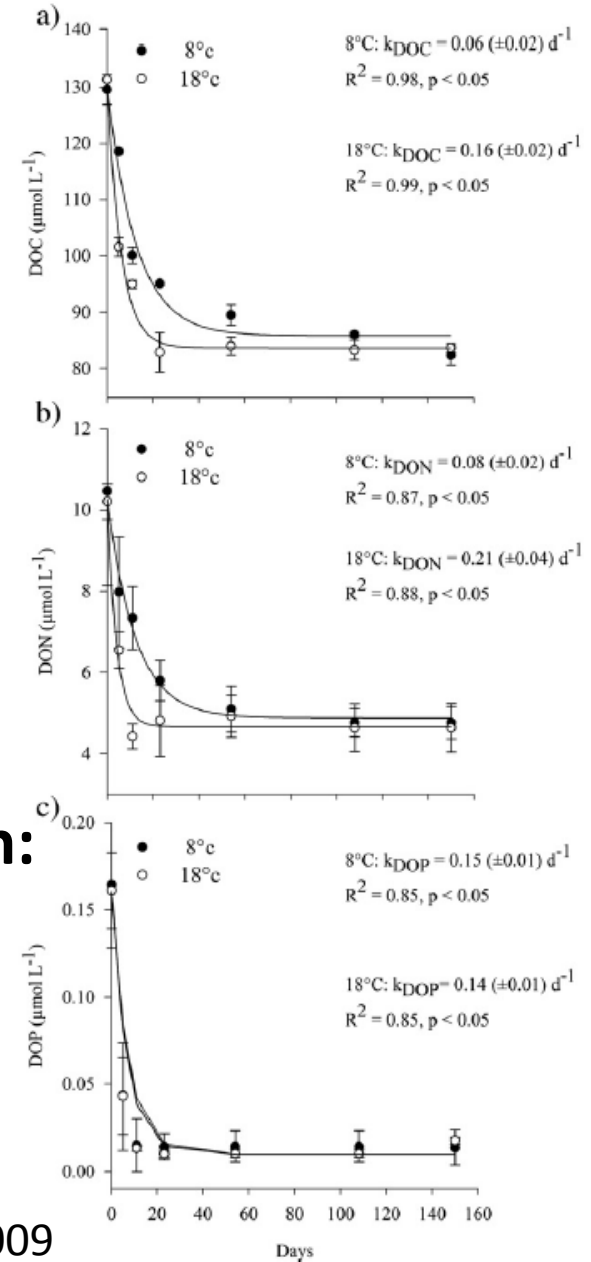 a)
140
130
120
110
100
90
80
DOC (µmol L-1)
8°c
18°c
8°C: kDOC = 0.06 (±0.02) d-1
R2 = 0.98, p < 0.05
18°C: kDOC = 0.16 (±0.02) d-1
R2 = 0.99, p < 0.05
b)
12
10
8
6
4
DON (µmol L-1)
8°c
18°c
8°C: kDON = 0.08 (±0.02) d-1
R2 = 0.87, p < 0.05
18°C: kDON = 0.21 (±0.04) d-1
R2 = 0.88, p < 0.05
n:
c)
0.20
0.15
0.10
0.05
0.00
DOP (µmol L-1)
8°c
18°c
8°C: kDOP = 0.15 (±0.01) d-1
R2 = 0.85, p < 0.05
18°C: kDOP= 0.14 (±0.01) d-1
R2 = 0.85, p < 0.05
0 20 40 60 80 100 120 140 160
Days
009